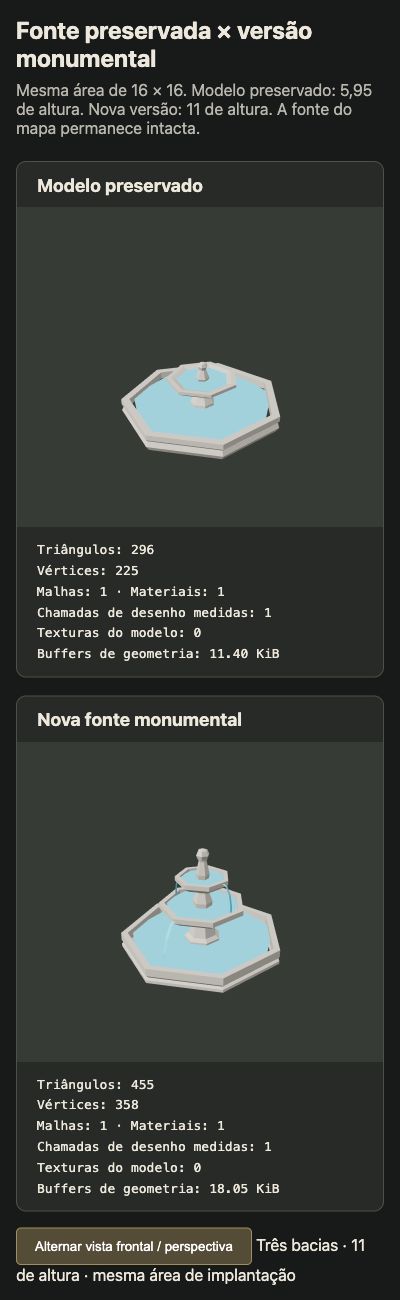 Fonte preservada × versão
monumental
Mesma área de 16 × 16. Modelo preservado: 5,95
de altura. Nova versão: 11 de altura. A fonte do
mapa permanece intacta.
Modelo preservado
Triângulos: 296
Vértices: 225
Malhas: 1 · Materiais: 1
Chamadas de desenho medidas: 1
Texturas do modelo: 0
Buffers de geometria: 11.40 KiB
Nova fonte monumental
Triângulos: 455
Vértices: 358
Malhas: 1 · Materiais: 1
Chamadas de desenho medidas: 1
Texturas do modelo: 0
Buffers de geometria: 18.05 KiB
Alternar vista frontal / perspectiva Três bacias · 11
de altura · mesma área de implantação